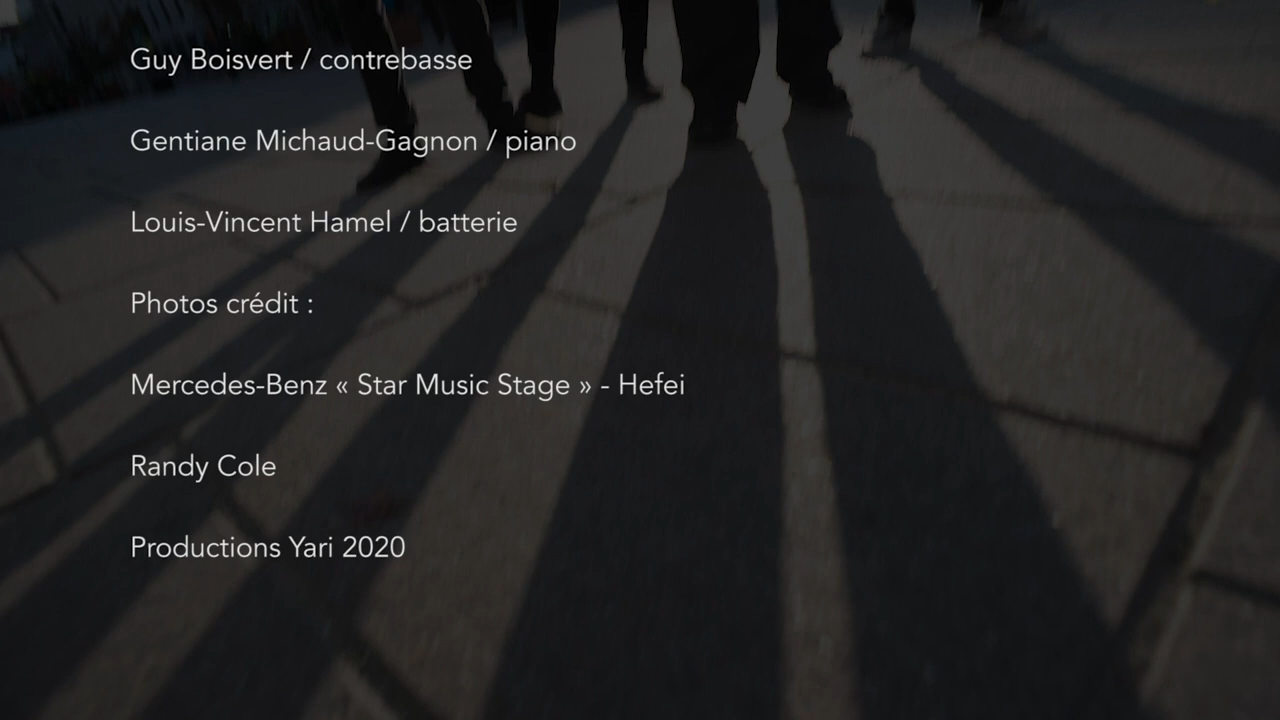 Guy Boisvert / contrebasse
Gentiane Michaud-Gagnon / piano
Louis-Vincent Hamel / batterie
Photos crédit :
Mercedes-Benz « Star Music Stage » - Hefei
Randy Cole
Productions Yari 2020